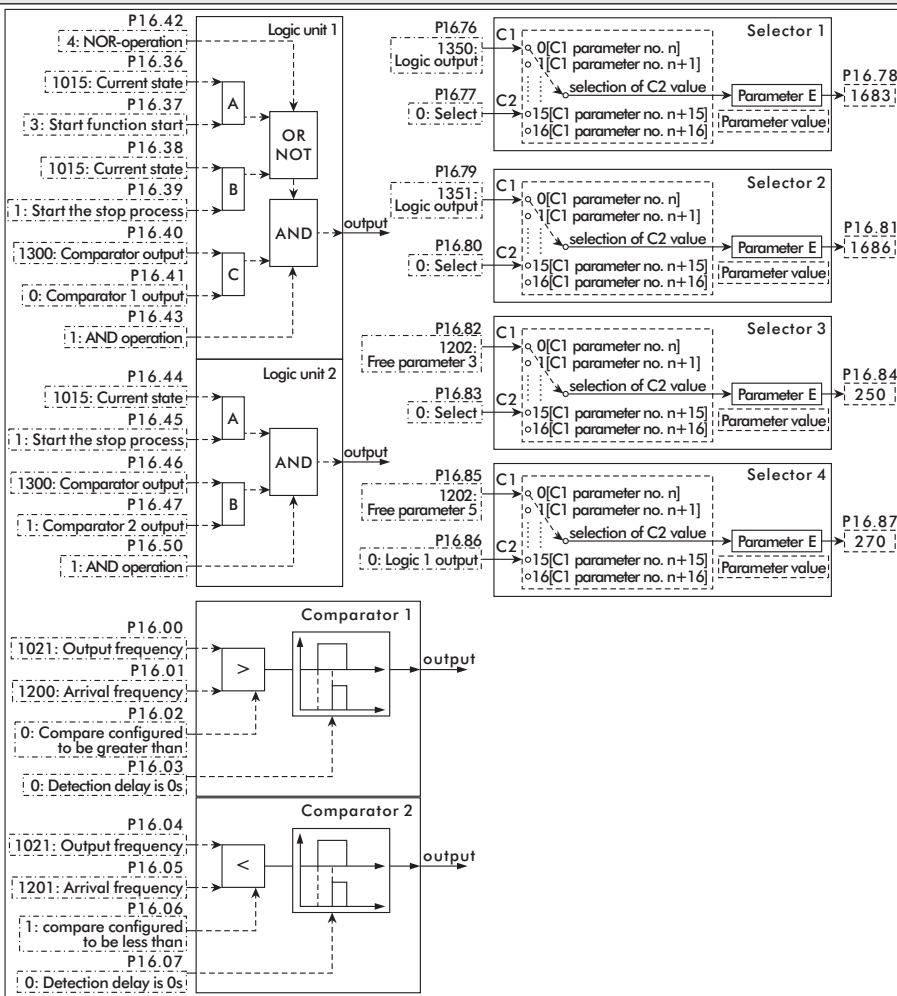 P16.42
4: NOR-operation
P16.36
1015: Current state
P16.37
3: Start function start
P16.38
1015: Current state
P16.39
1: Start the stop process
P16.40
1300: Comparator output
P16.41
0: Comparator 1 output
P16.43
1: AND operation
Logic unit 1
A
B
C
OR
NOT
AND
output
P16.44
1015: Current state
P16.45
1: Start the stop process
P16.46
1300: Comparator output
P16.47
1: Comparator 2 output
P16.50
1: AND operation
Logic unit 2
A
B
AND
output
P16.76
1350:
Logic output
P16.77
0: Select
C1
C2
Selector 1
0[C1 parameter no. n]
1[C1 parameter no. n+1]
selection of C2 value
15[C1 parameter no. n+15]
16[C1 parameter no. n+16]
Parameter E
Parameter value
P16.78
1683
P16.79
1351:
Logic output
P16.80
0: Select
C1
C2
Selector 2
0[C1 parameter no. n]
1[C1 parameter no. n+1]
selection of C2 value
15[C1 parameter no. n+15]
16[C1 parameter no. n+16]
Parameter E
Parameter value
P16.81
1686
P16.82
1202:
Free parameter 3
P16.83
0: Select
C1
C2
Selector 3
0[C1 parameter no. n]
1[C1 parameter no. n+1]
selection of C2 value
15[C1 parameter no. n+15]
16[C1 parameter no. n+16]
Parameter E
Parameter value
P16.84
250
P16.85
1202:
Free parameter 5
P16.86
0: Logic 1 output
C1
C2
Selector 4
0[C1 parameter no. n]
1[C1 parameter no. n+1]
selection of C2 value
15[C1 parameter no. n+15]
16[C1 parameter no. n+16]
Parameter E
Parameter value
P16.87
270
P16.00
1021: Output frequency
P16.01
1200: Arrival frequency
P16.02
0: Compare configured
to be greater than
P16.03
0: Detection delay is 0s
Comparator 1
>
output
P16.04
1021: Output frequency
P16.05
1201: Arrival frequency
P16.06
1: compare configured
to be less than
P16.07
0: Detection delay is 0s
Comparator 2
<
output